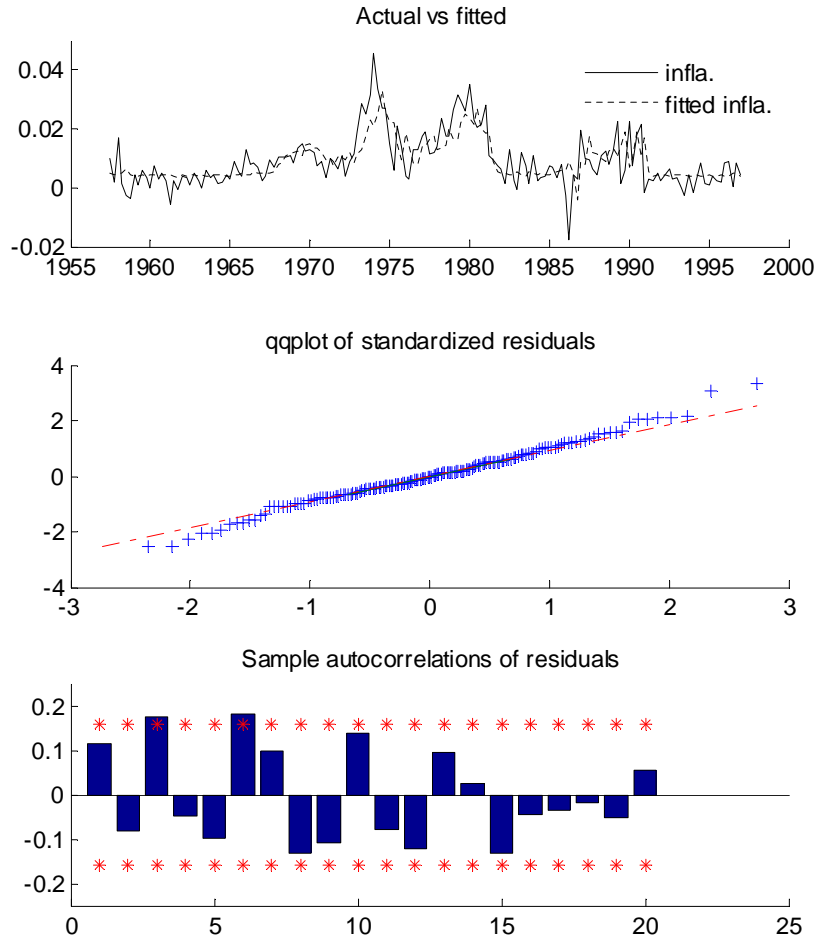 Actual vs fitted
0.04
0.02
0
-0.02
infla.
fitted infla.
1955 1960 1965 1970 1975 1980 1985 1990 1995 2000
qqplot of standardized residuals
4
2
0
-2
-4
-3 -2 -1 0 1 2 3
Sample autocorrelations of residuals
0.2
0.1
0
-0.1
-0.2
0 5 10 15 20 25